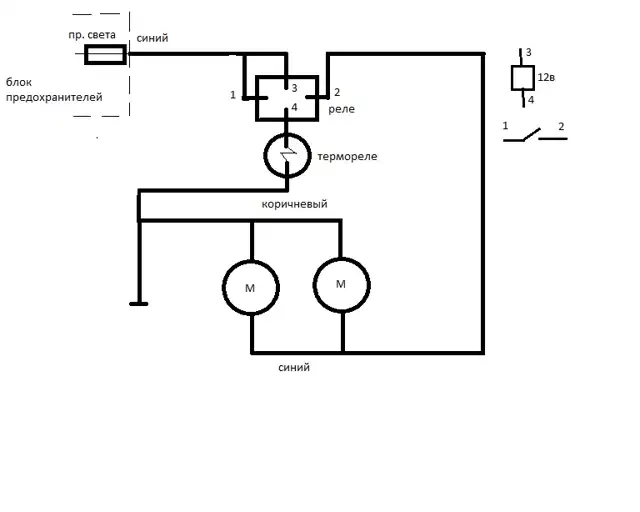 пр. света
синий
блок
предохранителей
3
1
2
4
реле
термореле
коричневый
М
М
синий
3
12в
4
1
2